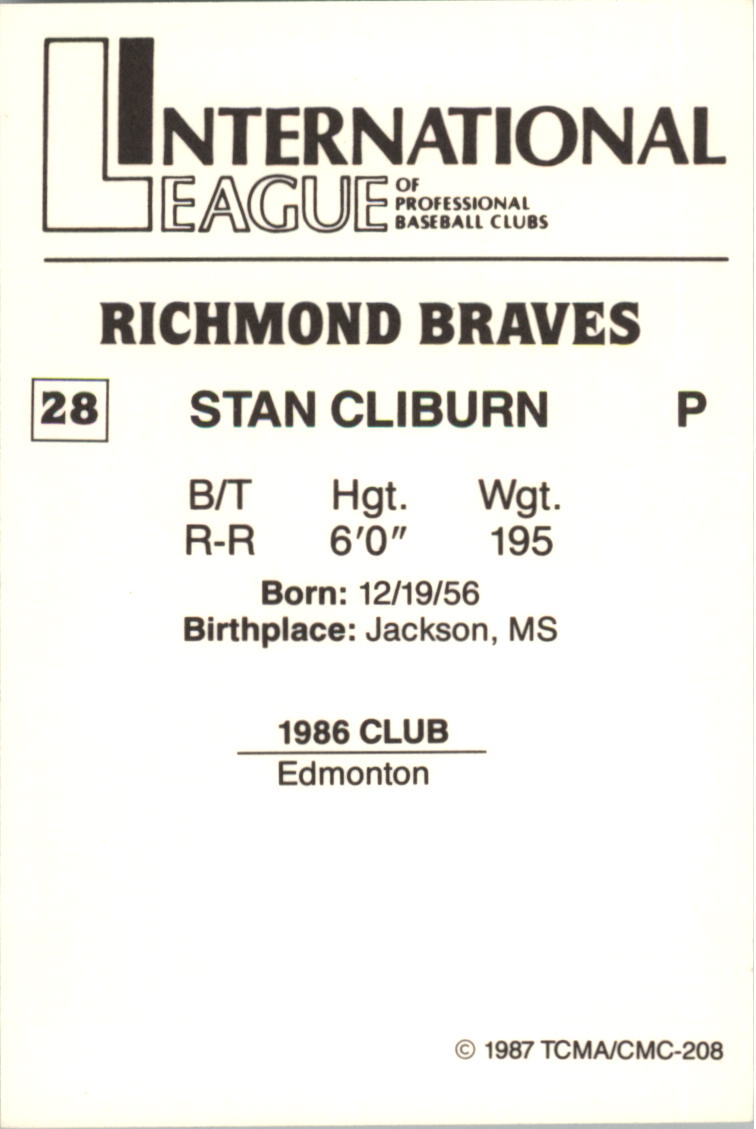 INTERNATIONAL
LEAGUE OF
PROFESSIONAL
BASEBALL CLUBS
RICHMOND BRAVES
28 STAN CLIBURN P
B/T Hgt. Wgt.
R-R 6'0" 195
Born: 12/19/56
Birthplace: Jackson, MS
1986 CLUB
Edmonton
© 1987 TCMA/CMC-208